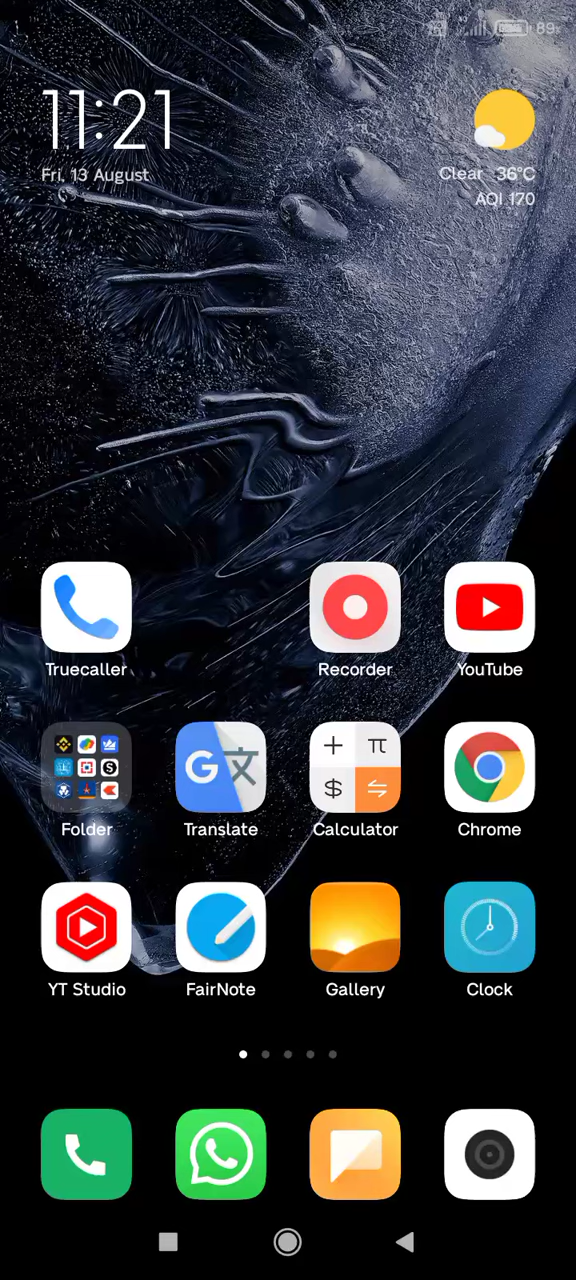 89
11:21
Fri, 13 August
Clear 36°C
AQI 170
Truecaller
Recorder
YouTube
Folder
Translate
Calculator
Chrome
YT Studio
FairNote
Gallery
Clock